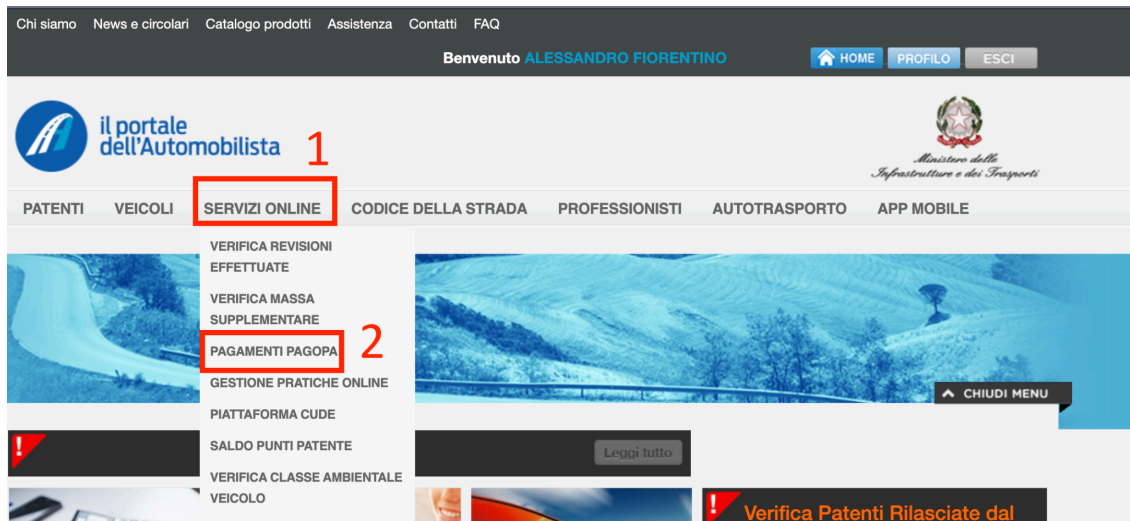 Chi siamo News e circolari Catalogo prodotti Assistenza Contatti FAQ
Benvenuto ALESSANDRO FIORENTINO HOME PROFILO ESCI
il portale
dell'Automobilista
1
Ministero delle
Infrastrutture e dei Trasporti
PATENTI VEICOLI SERVIZI ONLINE CODICE DELLA STRADA PROFESSIONISTI AUTOTRASPORTO APP MOBILE
VERIFICA REVISIONI
EFFETTUATE
VERIFICA MASSA
SUPPLEMENTARE
PAGAMENTI PAGOPA
2
GESTIONE PRATICHE ONLINE
CHIUDI MENU
PIATTAFORMA CUDE
SALDO PUNTI PATENTE
! Leggi tutto
VERIFICA CLASSE AMBIENTALE
VEICOLO
! Verifica Patenti Rilasciate dal